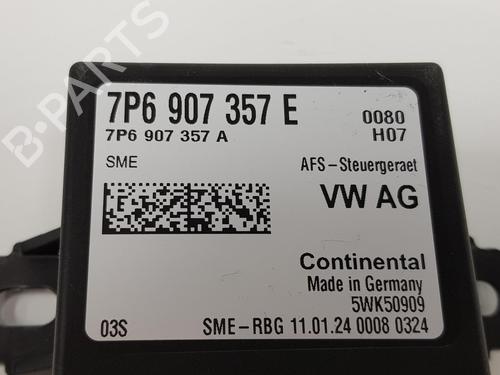 7P6 907 357 E
0080
7P6 907 357 A
H07
SME
AFS-Steuergeraet
VW AG
Continental
Made in Germany
5WK50909
03S
SME-RBG 11.01.24 0008 0324
B-PARTS